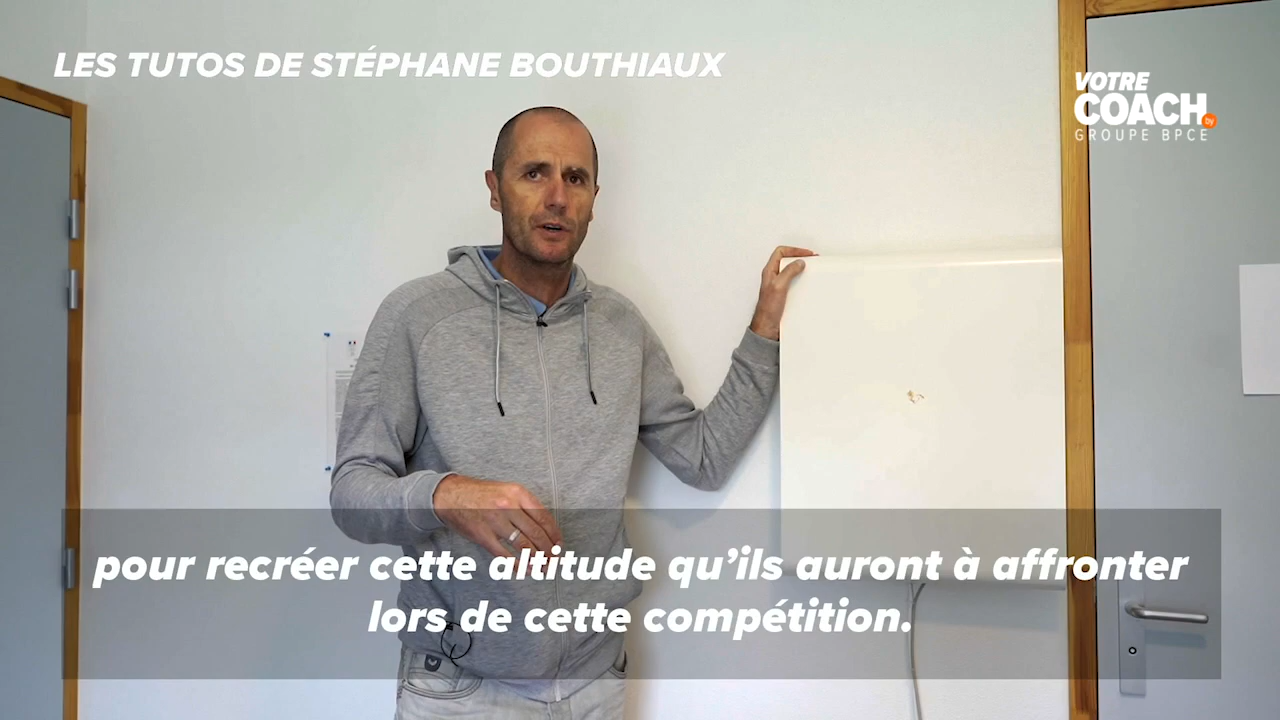 LES TUTOS DE STÉPHANE BOUTHIAUX
VOTRE
COACH
by
GROUPE BPCE
pour recréer cette altitude qu’ils auront à affronter
lors de cette compétition.